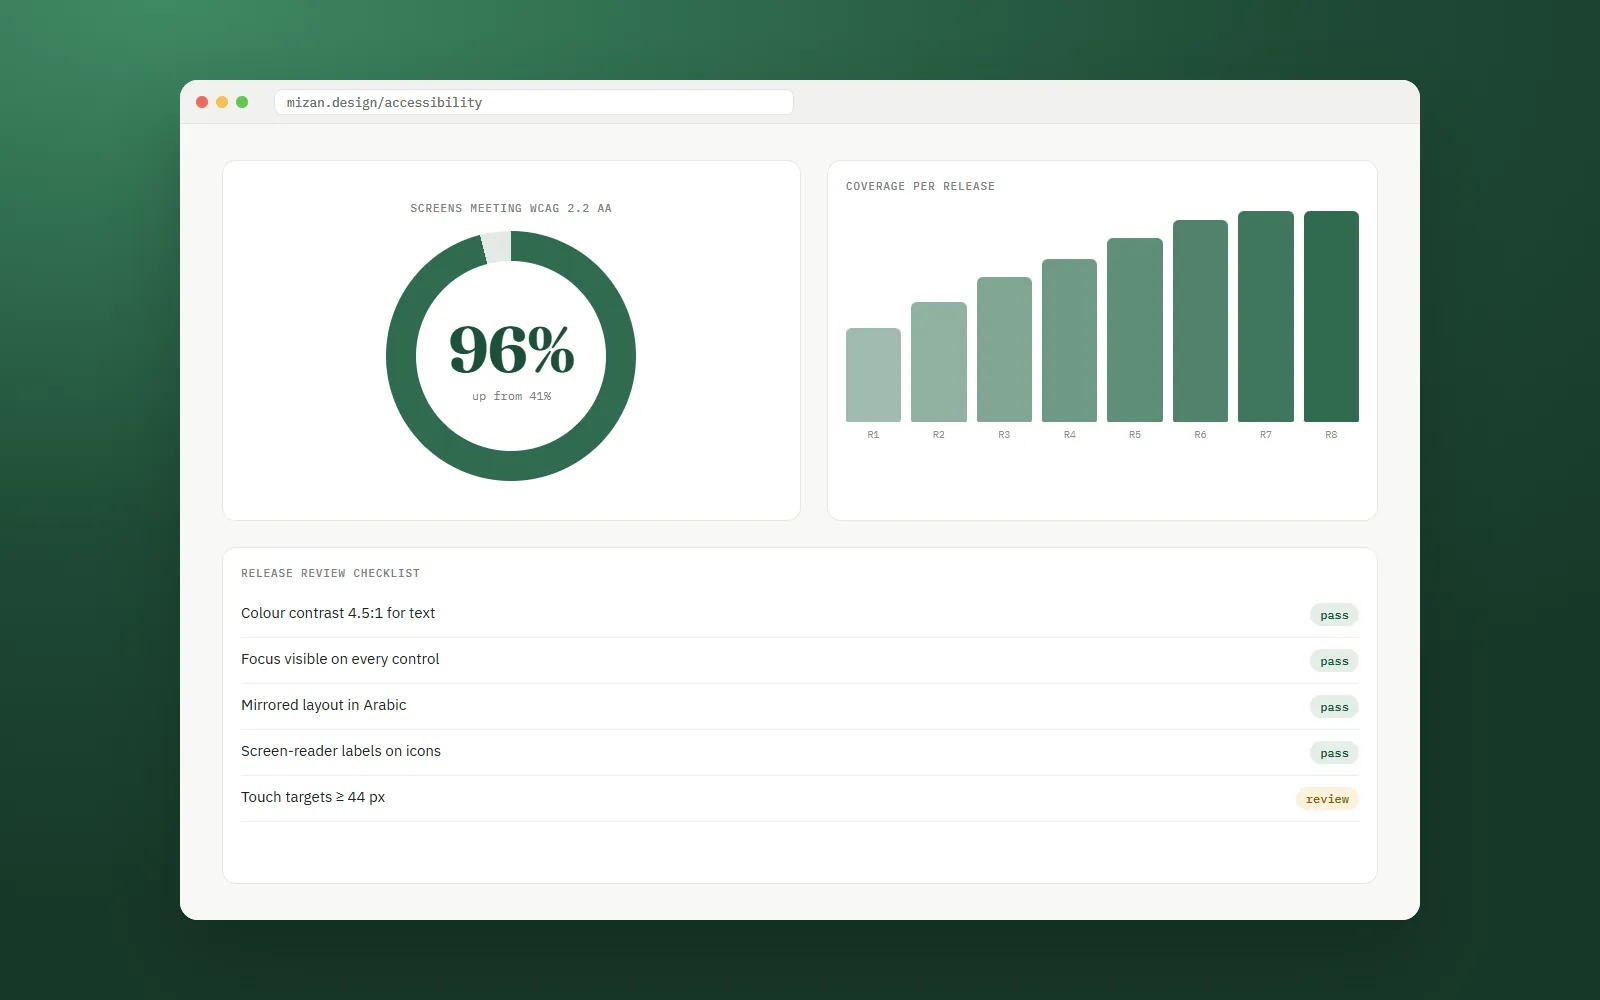 mizan.design/accessibility
SCREENS MEETING WCAG 2.2 AA
96%
up from 41%
COVERAGE PER RELEASE
R1 R2 R3 R4 R5 R6 R7 R8
RELEASE REVIEW CHECKLIST
Colour contrast 4.5:1 for text pass
Focus visible on every control pass
Mirrored layout in Arabic pass
Screen-reader labels on icons pass
Touch targets ≥ 44 px review